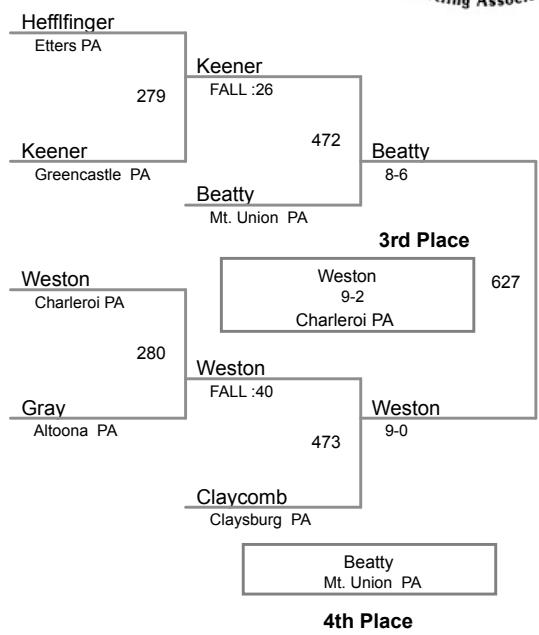 Hefflfinger
Etters PA
279
Keener
FALL :26
Keener
Greencastle PA
472
Beatty
8-6
Beatty
Mt. Union PA
3rd Place
Weston
9-2
Charleroi PA
627
Weston
Charleroi PA
280
Weston
FALL :40
Gray
Altoona PA
Weston
9-0
473
Claycomb
Claysburg PA
Beatty
Mt. Union PA
4th Place